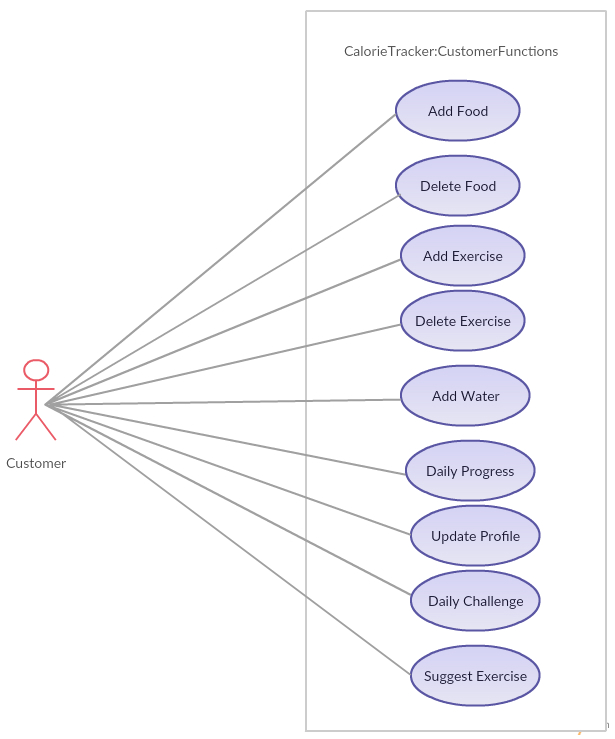 CalorieTracker:CustomerFunctions
Add Food
Delete Food
Add Exercise
Delete Exercise
Add Water
Daily Progress
Customer
Update Profile
Daily Challenge
Suggest Exercise